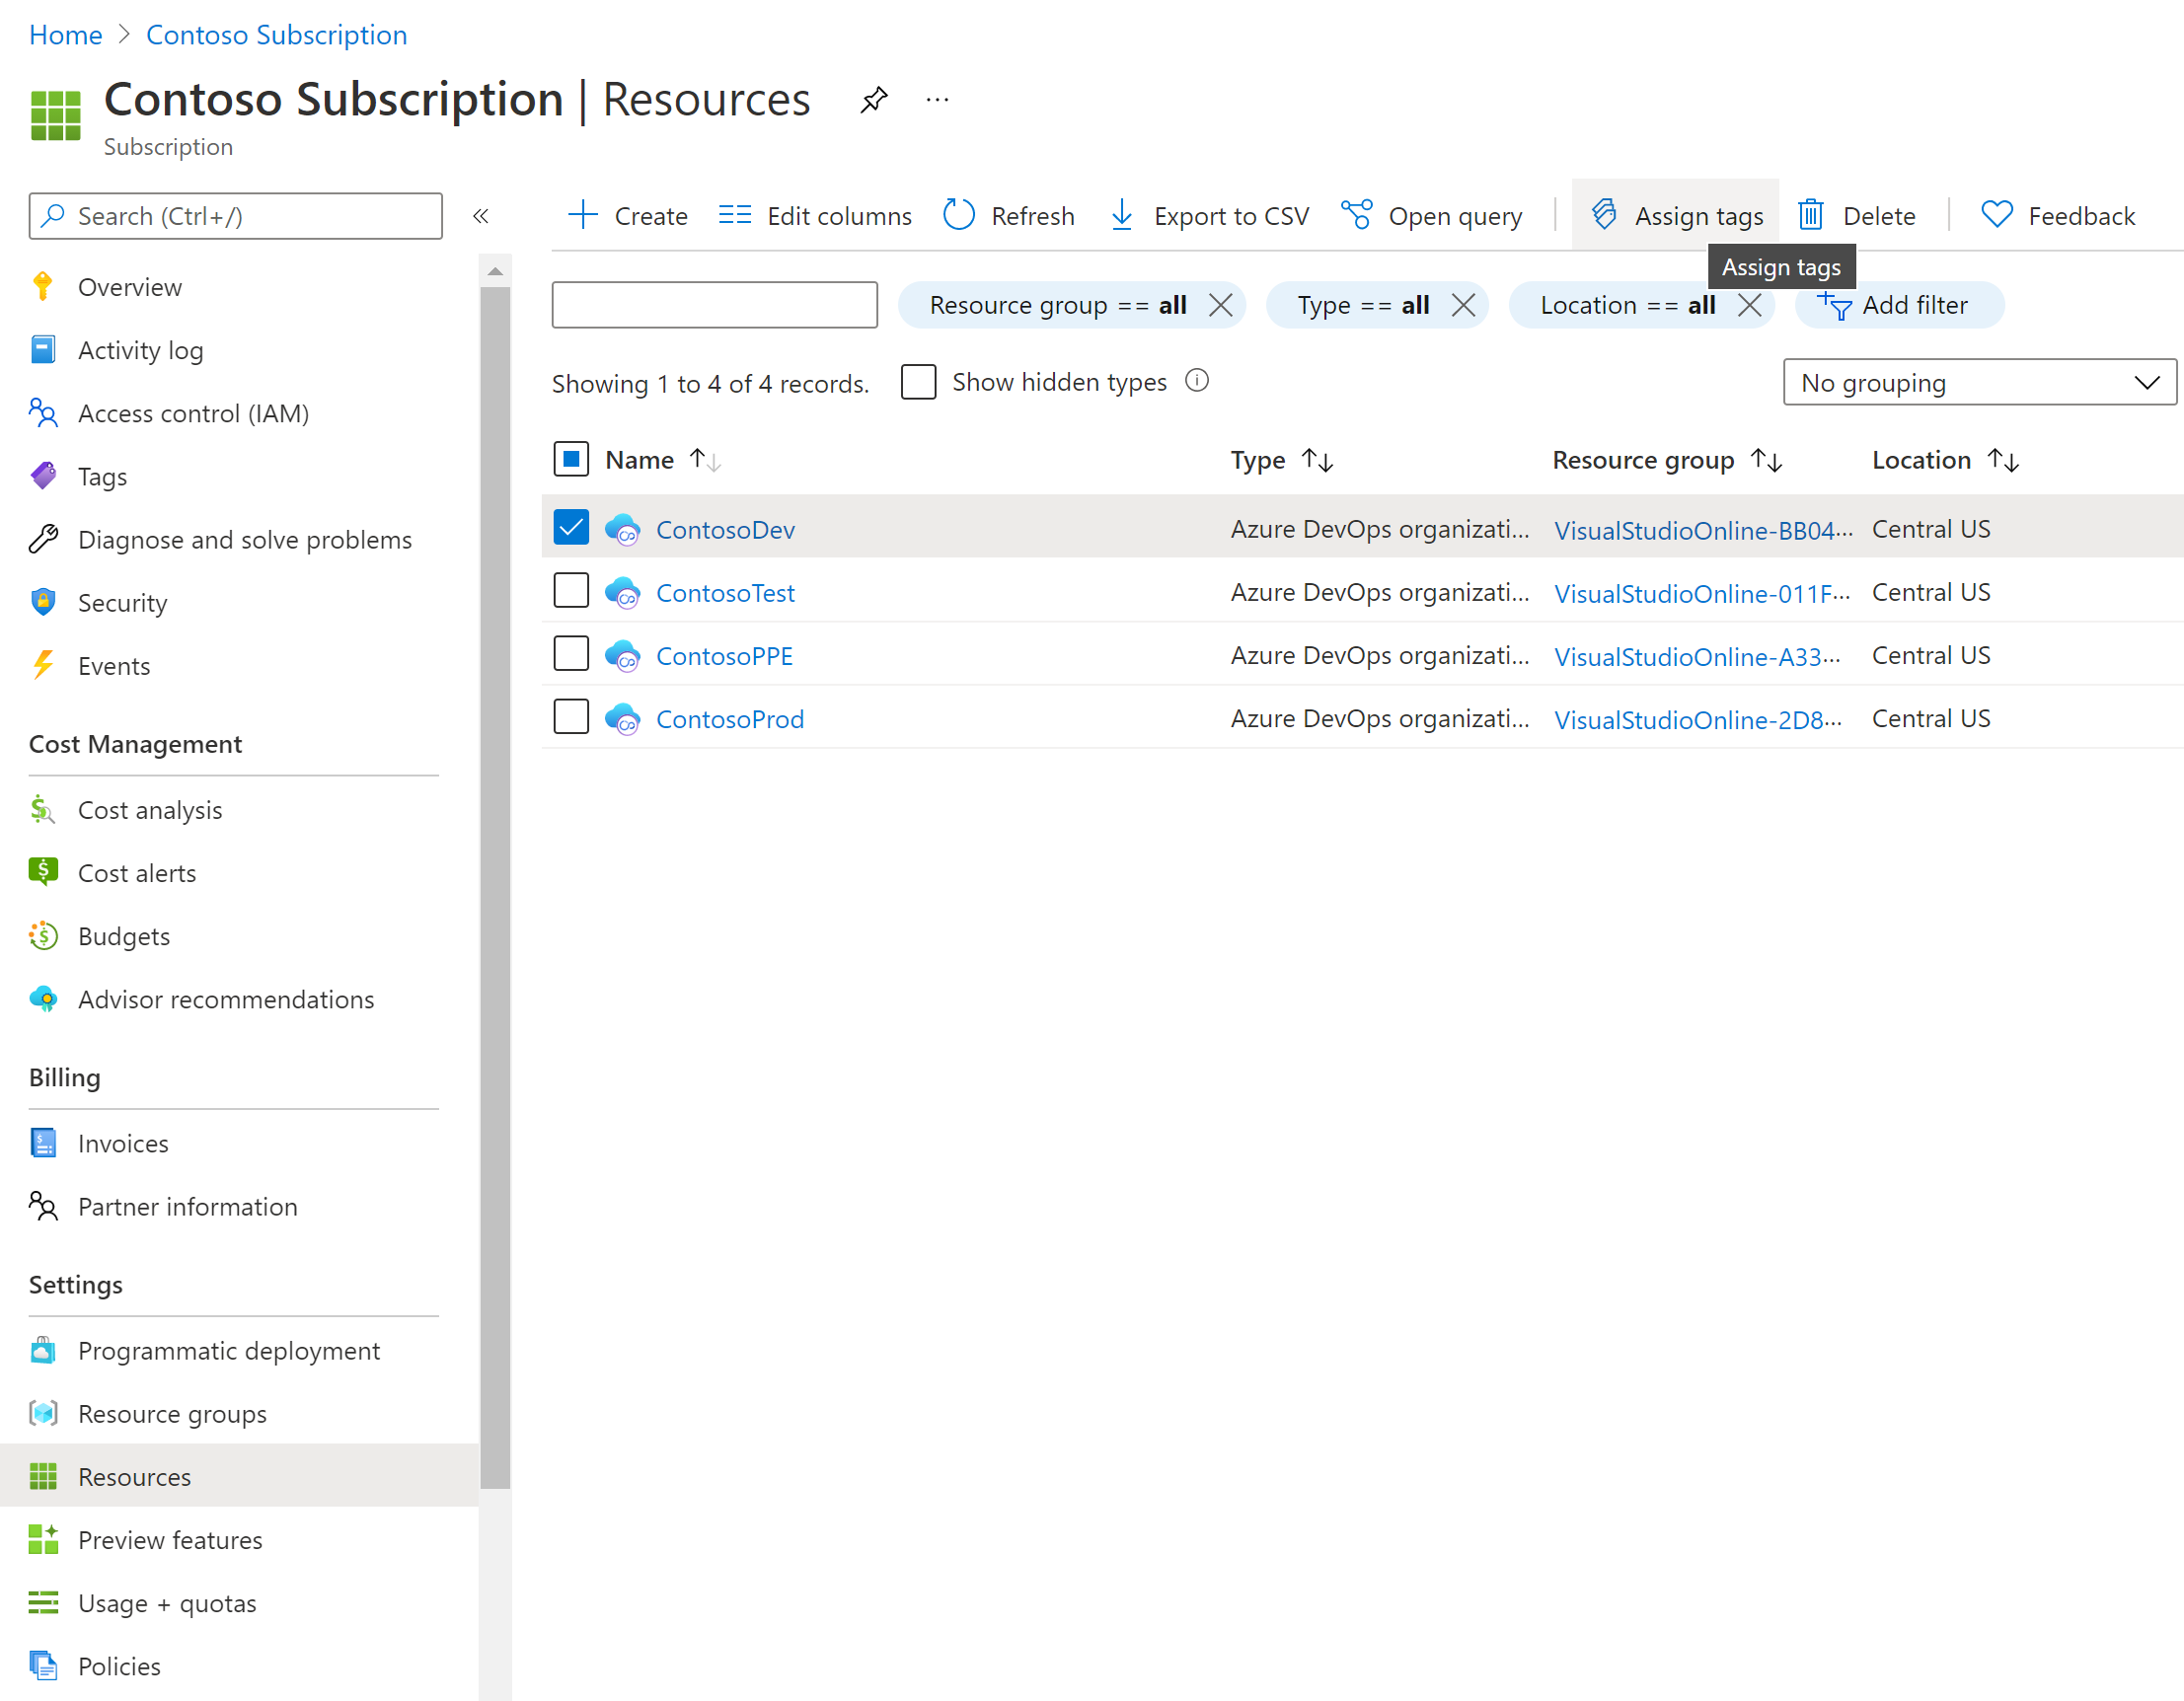 Home > Contoso Subscription
Contoso Subscription | Resources
...
Subscription
Search (Ctrl+/)
«
Overview
Activity log
Access control (IAM)
Tags
Diagnose and solve problems
Security
Events
Cost Management
Cost analysis
Cost alerts
Budgets
Advisor recommendations
Billing
Invoices
Partner information
Settings
Programmatic deployment
Resource groups
Resources
Preview features
Usage + quotas
Policies
Create Edit columns Refresh Export to CSV Open query Assign tags Delete Feedback
Assign tags
Resource group == all Type == all Location == all Add filter
Showing 1 to 4 of 4 records. Show hidden types No grouping
Name Type Resource group Location
ContosoDev Azure DevOps organizati... VisualStudioOnline-BB04... Central US
ContosoTest Azure DevOps organizati... VisualStudioOnline-011F... Central US
ContosoPPE Azure DevOps organizati... VisualStudioOnline-A33... Central US
ContosoProd Azure DevOps organizati... VisualStudioOnline-2D8... Central US